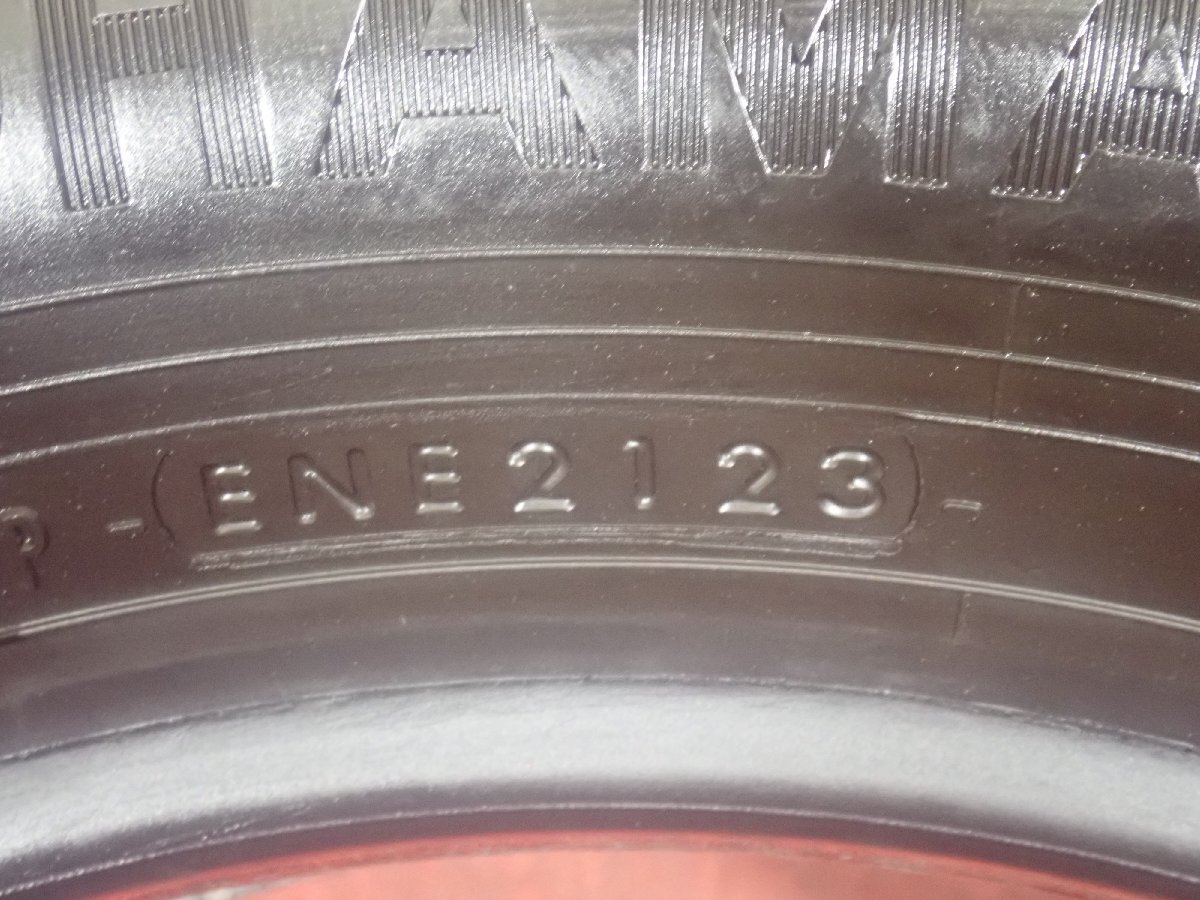 HAMA
- (ENE2123) -